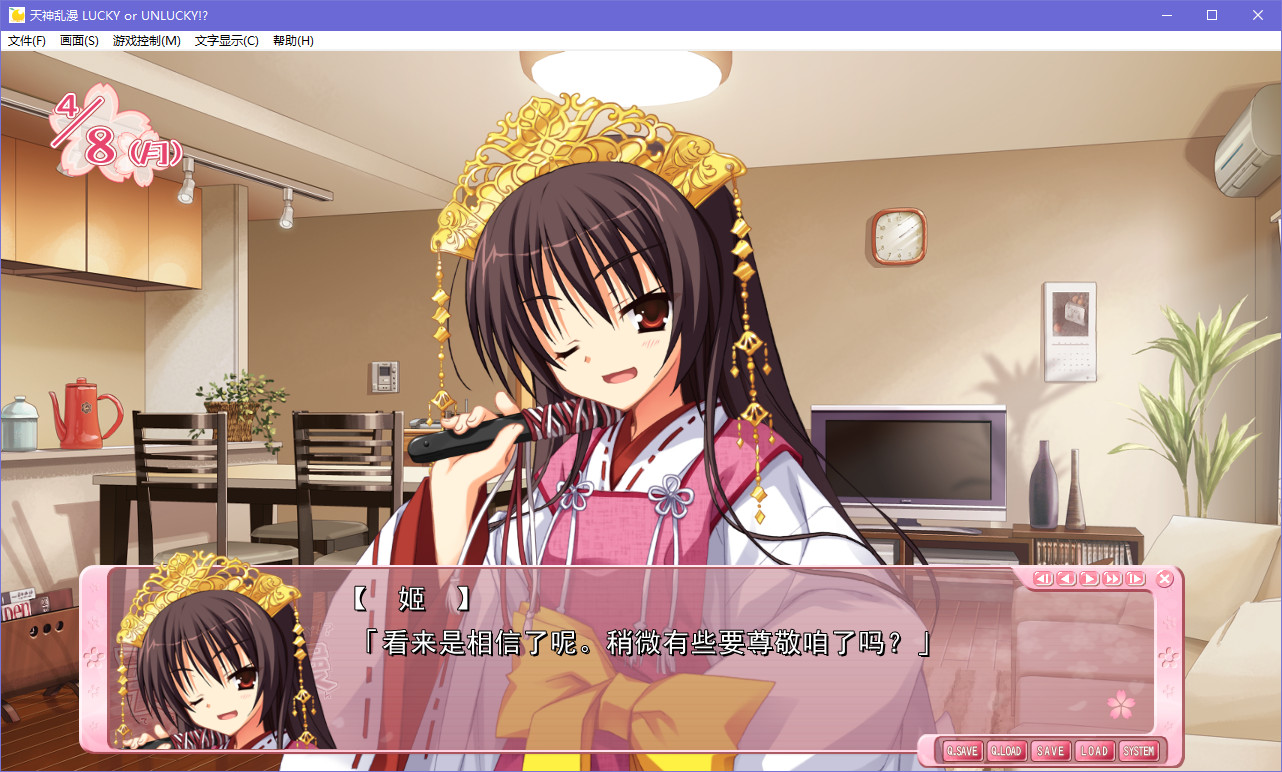 天神乱漫 LUCKY or UNLUCKY!?
文件(F) 画面(S) 游戏控制(M) 文字显示(C) 帮助(H)
4/8 (月)
【 姫 】
「看来是相信了呢。稍微有些要尊敬咱了吗？」
Q.SAVE Q.LOAD SAVE LOAD SYSTEM